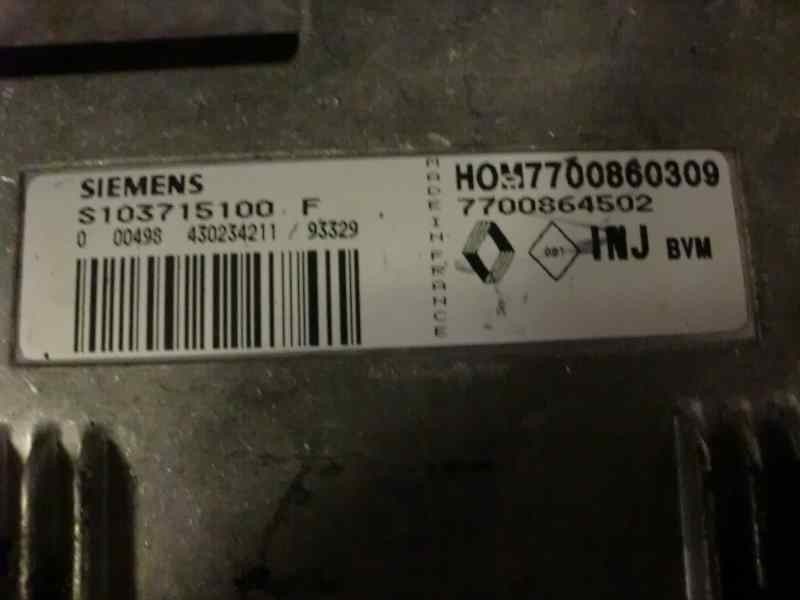 SIEMENS
S103715100 F
0 00498 430234211 / 93329
MADE IN FRANCE
HOM7700860309
7700864502
INJ BVM